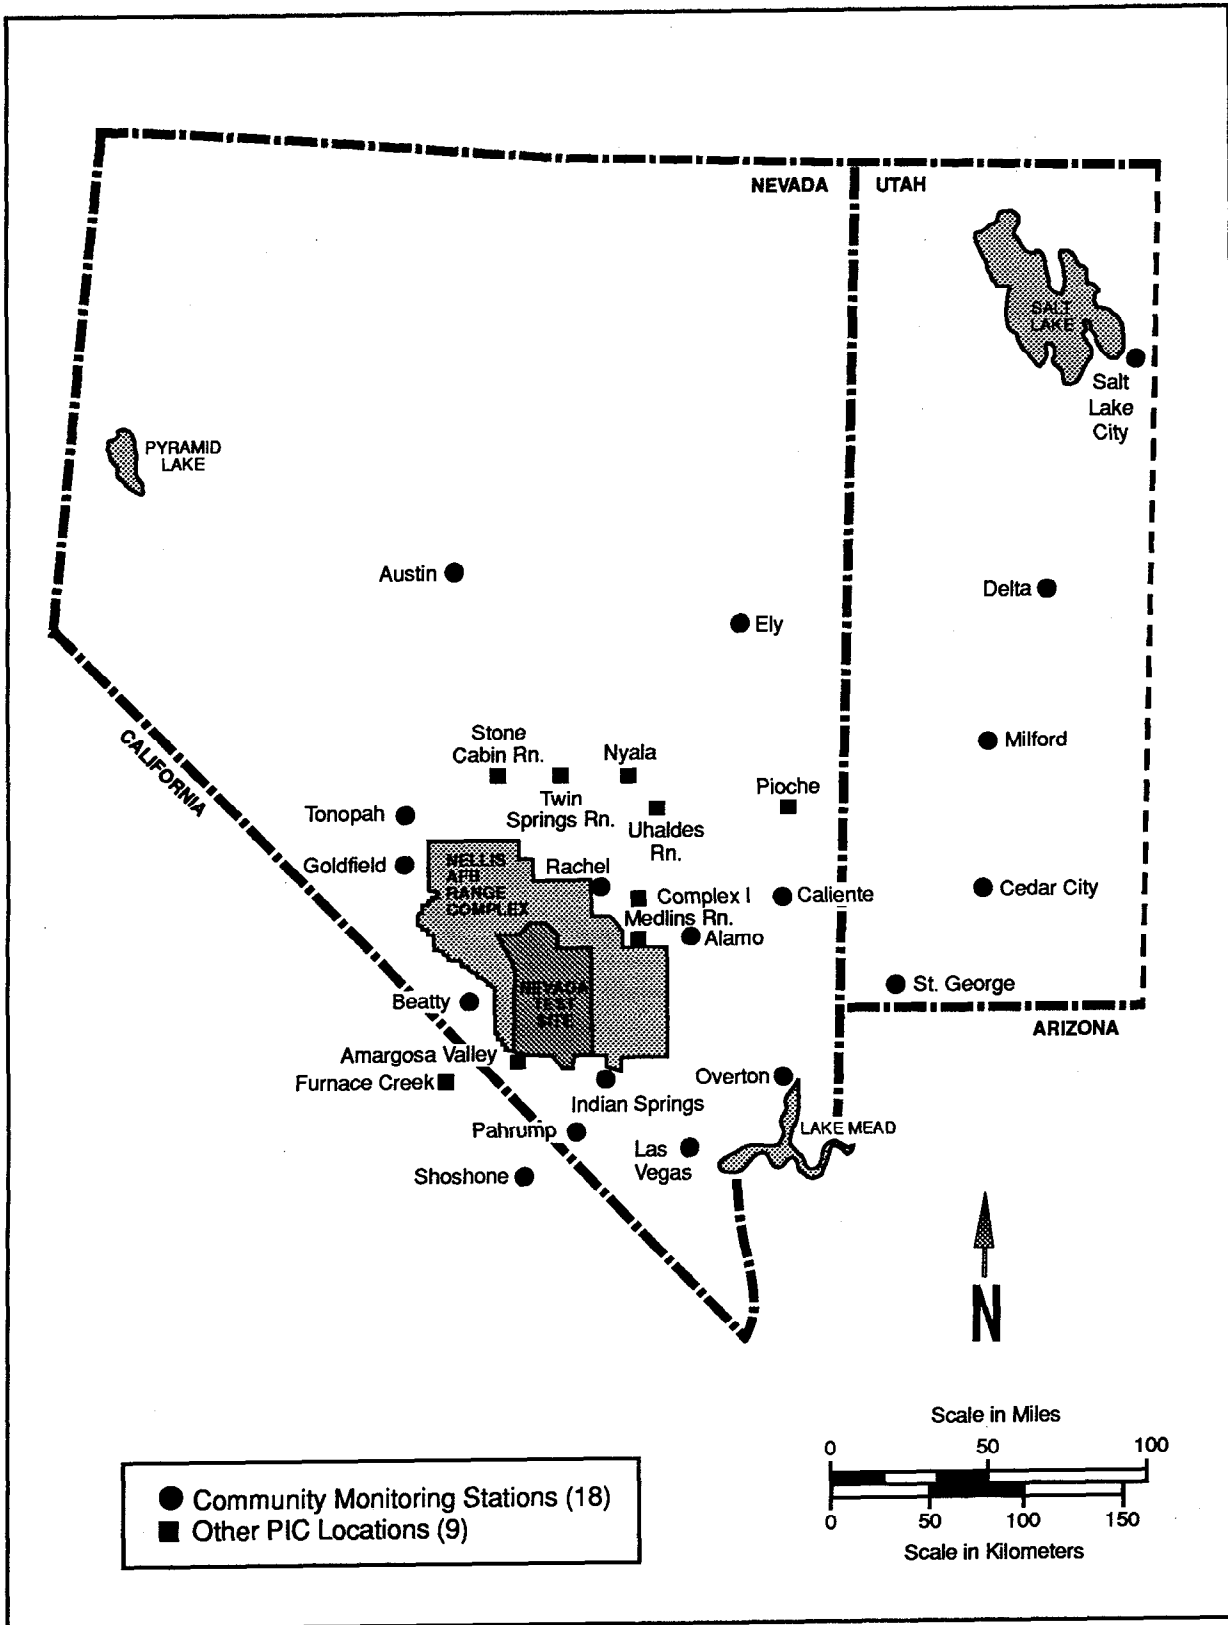 NEVADA
UTAH
SALT
LAKE
Salt
Lake
City
PYRAMID
LAKE
Austin
Delta
Ely
CALIFORNIA
Stone
Cabin Rn.
Nyala
Milford
Twin
Springs Rn.
Pioche
Tonopah
Uhaldes
Rn.
Goldfield
NELLIS
AFB
RANGE
COMPLEX
Rachel
Complex I
Caliente
Cedar City
Medlins Rn.
Alamo
Beatty
NEVADA
TEST
SITE
St. George
ARIZONA
Amargosa Valley
Furnace Creek
Overton
Indian Springs
Pahrump
LAKE MEAD
Las
Vegas
Shoshone
N
Scale in Miles
0 50 100
0 50 100 150
Scale in Kilometers
Community Monitoring Stations (18)
Other PIC Locations (9)